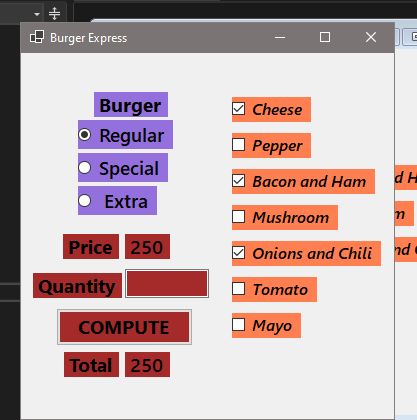 Burger Express
Burger
Regular
Special
Extra
Price 250
Quantity
COMPUTE
Total 250
Cheese
Pepper
Bacon and Ham
Mushroom
Onions and Chili
Tomato
Mayo